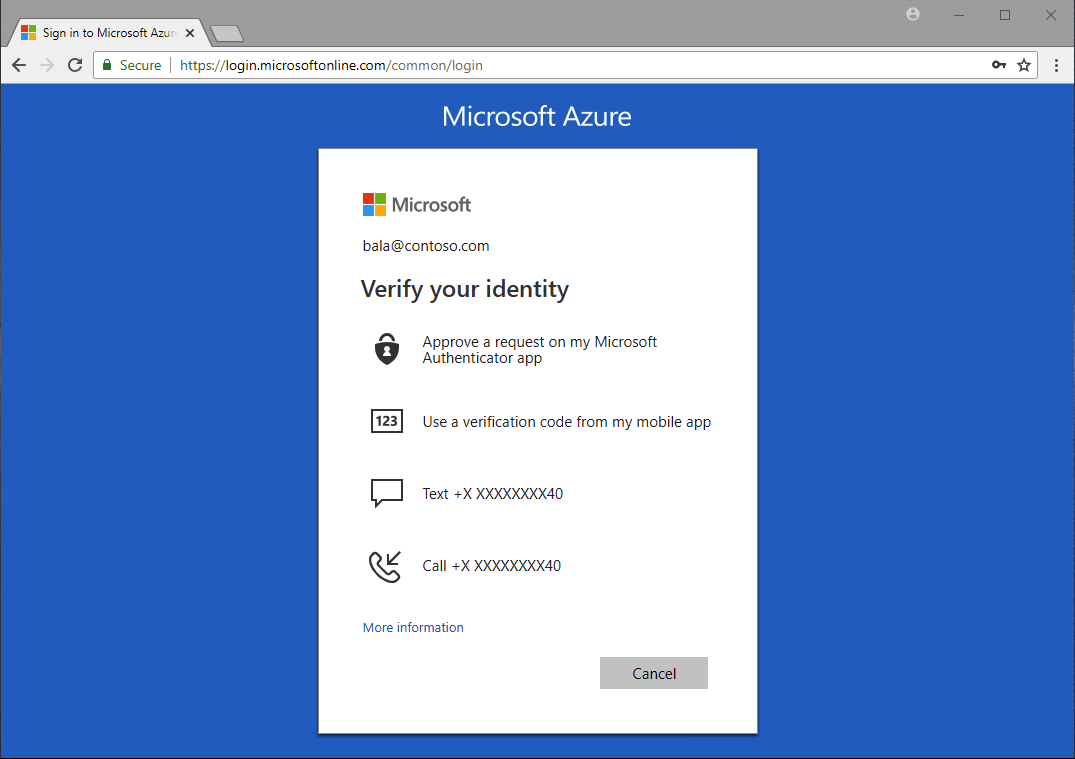 Sign in to Microsoft Azur
Secure
https://login.microsoftonline.com/common/login
Microsoft Azure
Microsoft
bala@contoso.com
Verify your identity
Approve a request on my Microsoft
Authenticator app
123
Use a verification code from my mobile app
Text +X XXXXXXXX40
Call +X XXXXXXXX40
More information
Cancel